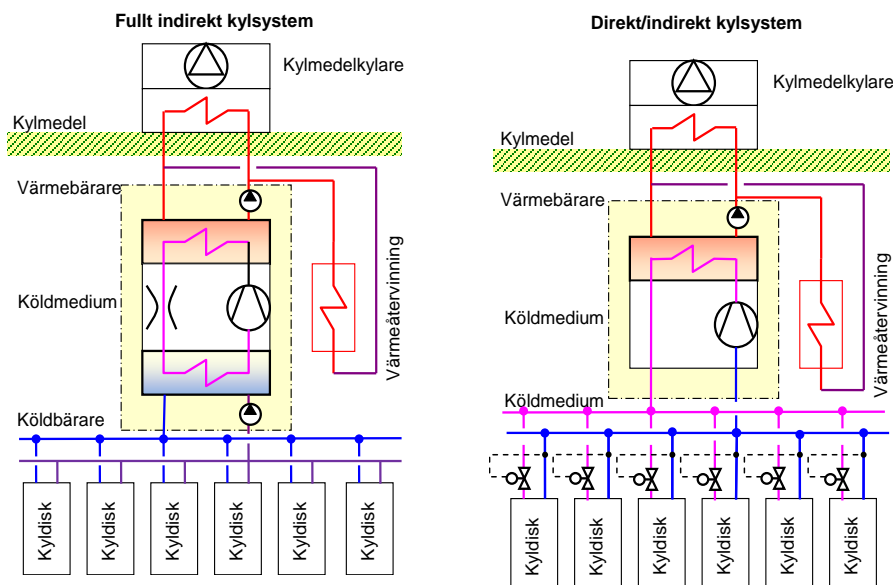 Fullt indirekt kylsystem
Kylmedelkylare
Kylmedel
Värmebärare
Köldmedium
Värmeåtervinning
Köldbärare
Kyldisk
Kyldisk
Kyldisk
Kyldisk
Kyldisk
Kyldisk
Direkt/indirekt kylsystem
Kylmedelkylare
Kylmedel
Värmebärare
Köldmedium
Värmeåtervinning
Köldmedium
Kyldisk
Kyldisk
Kyldisk
Kyldisk
Kyldisk
Kyldisk